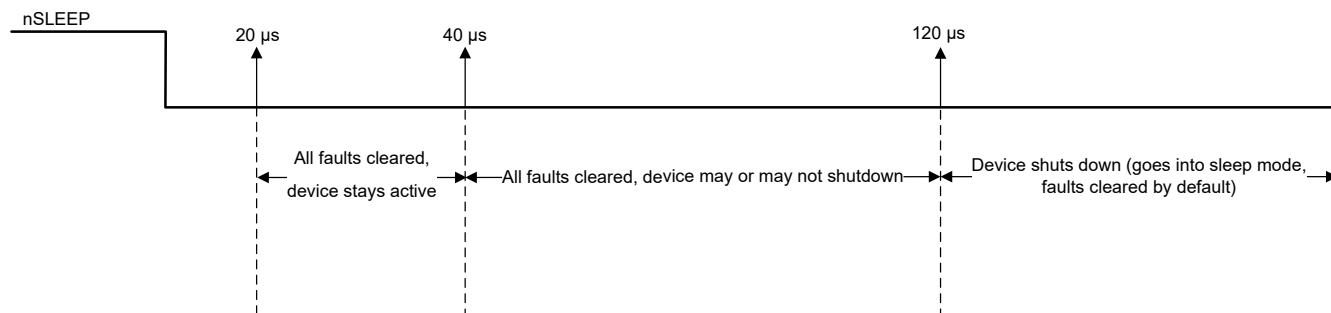 nSLEEP
20 µs
40 µs
120 µs
All faults cleared,
device stays active
All faults cleared, device may or may not shutdown
Device shuts down (goes into sleep mode,
faults cleared by default)